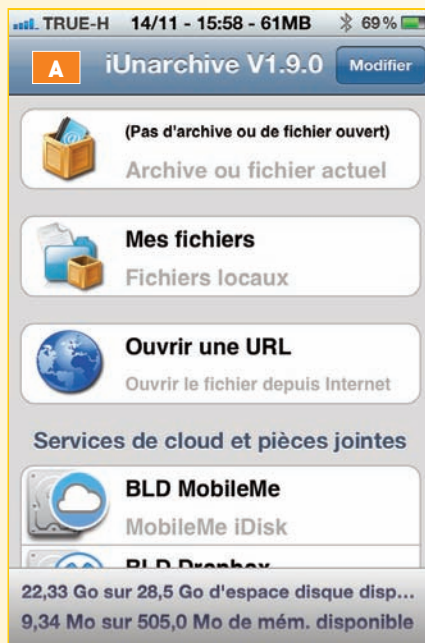 TRUE-H 14/11 - 15:58 - 61MB 69 %
A iUnarchive V1.9.0 Modifier
(Pas d'archive ou de fichier ouvert)
Archive ou fichier actuel
Mes fichiers
Fichiers locaux
Ouvrir une URL
Ouvrir le fichier depuis Internet
Services de cloud et pièces jointes
BLD MobileMe
MobileMe iDisk
BLD Dropbox
22,33 Go sur 28,5 Go d'espace disque disp...
9,34 Mo sur 505,0 Mo de mém. disponible